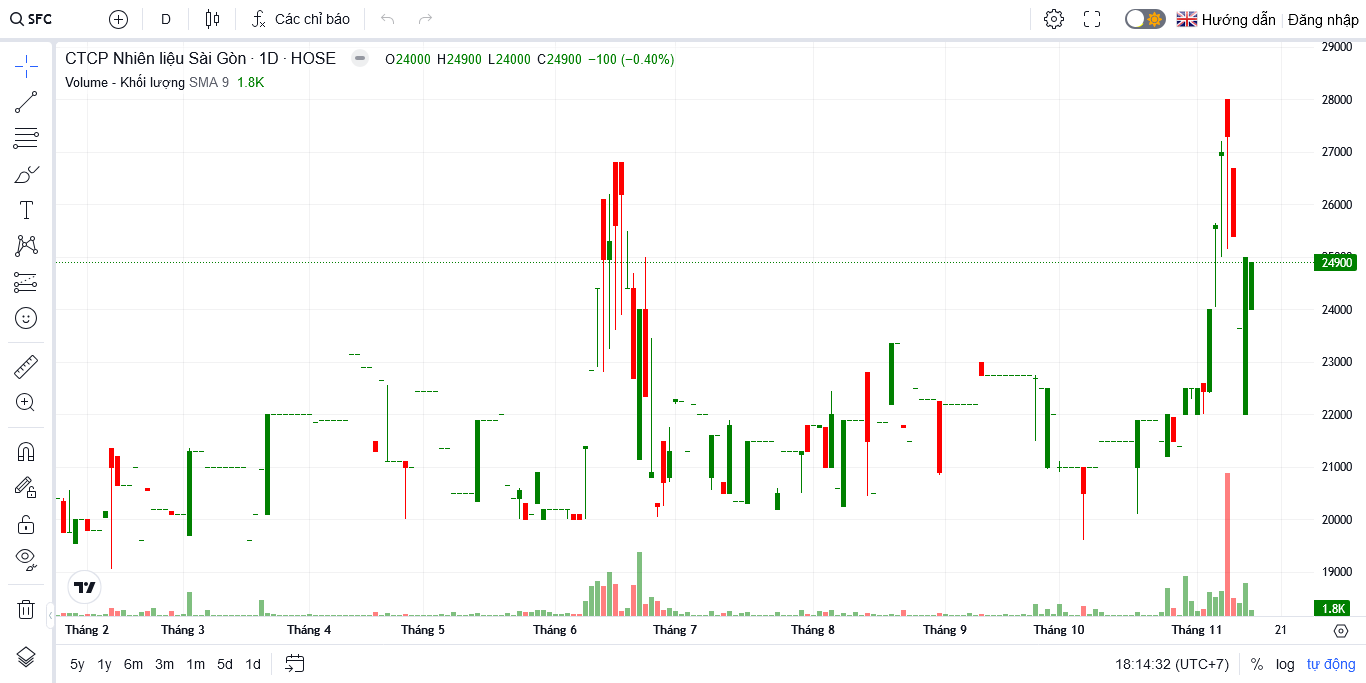 SFC D Các chỉ báo Hướng dẫn Đăng nhập
CTCP Nhiên liệu Sài Gòn · 1D · HOSE O24000 H24900 L24000 C24900 −100 (−0.40%)
Volume - Khối lượng SMA 9 1.8K
29000
28000
27000
26000
24900
24000
23000
22000
21000
20000
19000
1.8K
Tháng 2 Tháng 3 Tháng 4 Tháng 5 Tháng 6 Tháng 7 Tháng 8 Tháng 9 Tháng 10 Tháng 11 21
5y 1y 6m 3m 1m 5d 1d 18:14:32 (UTC+7) % log tự động